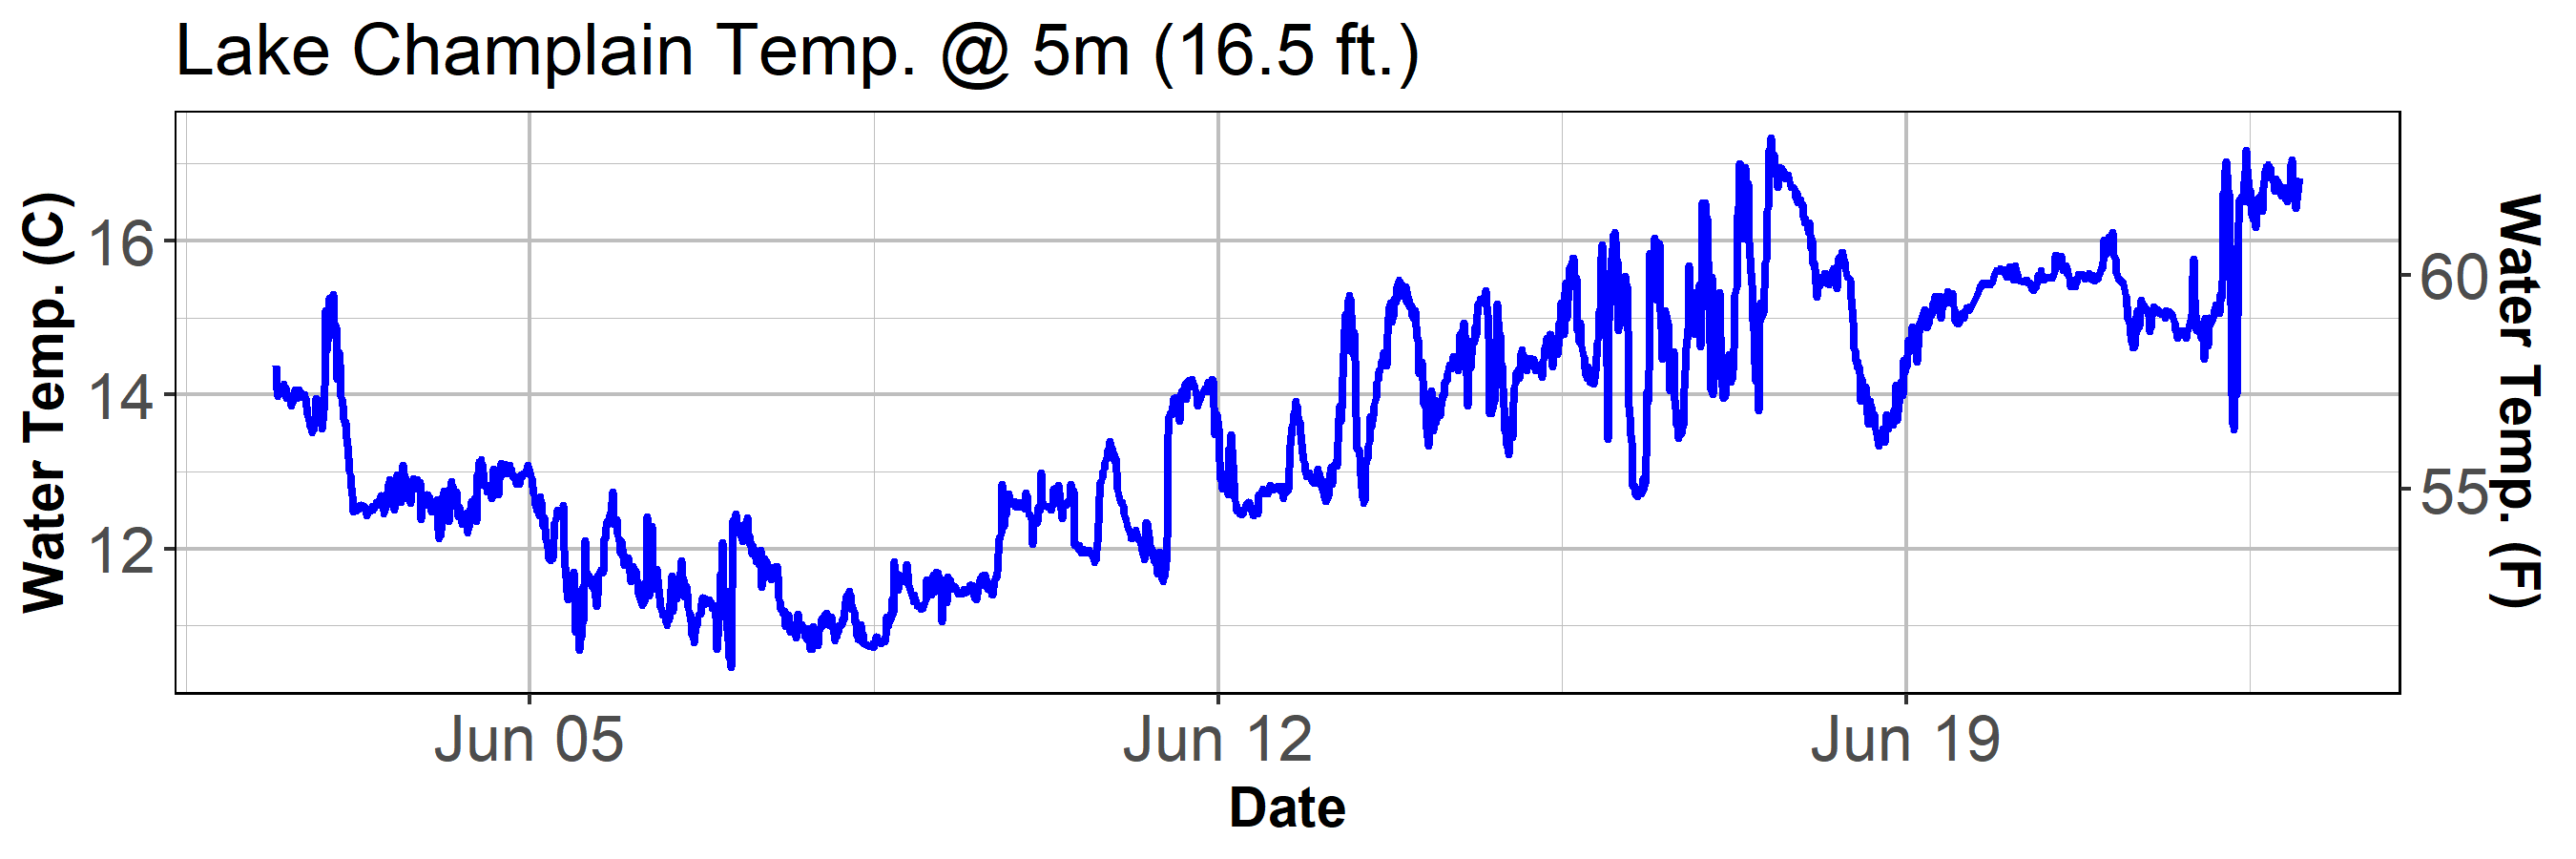 Lake Champlain Temp. @ 5m (16.5 ft.)
Water Temp. (C)
16
14
12
60
55
Water Temp. (F)
Jun 05
Jun 12
Jun 19
Date